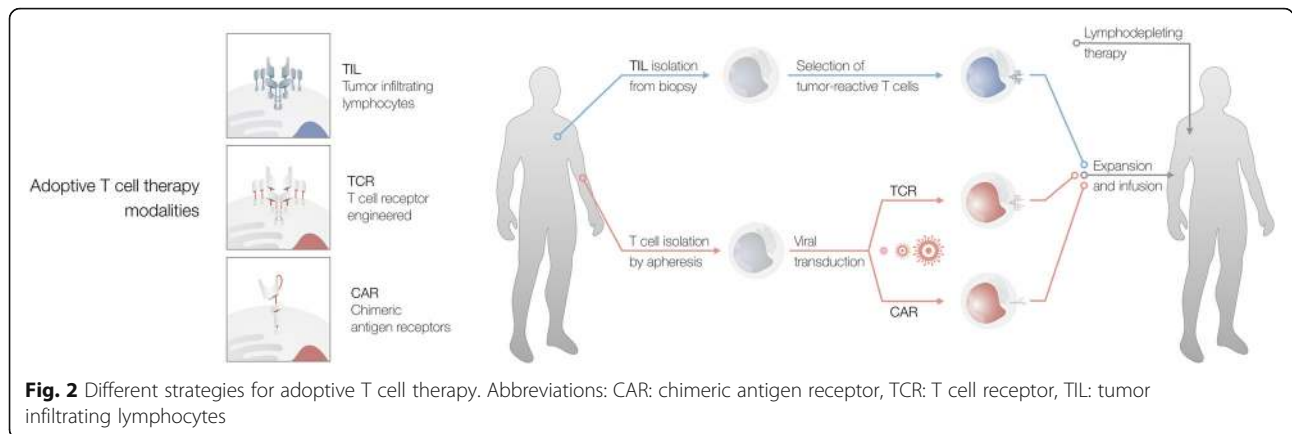 Adoptive T cell therapy
modalities
TIL
Tumor infiltrating
lymphocytes
TCR
T cell receptor
engineered
CAR
Chimeric
antigen receptors
TIL isolation
from biopsy
Selection of
tumor-reactive T cells
T cell isolation
by apheresis
Viral
transduction
TCR
CAR
Lymphodepleting
therapy
Expansion
and infusion
Fig. 2 Different strategies for adoptive T cell therapy. Abbreviations: CAR: chimeric antigen receptor, TCR: T cell receptor, TIL: tumor
infiltrating lymphocytes